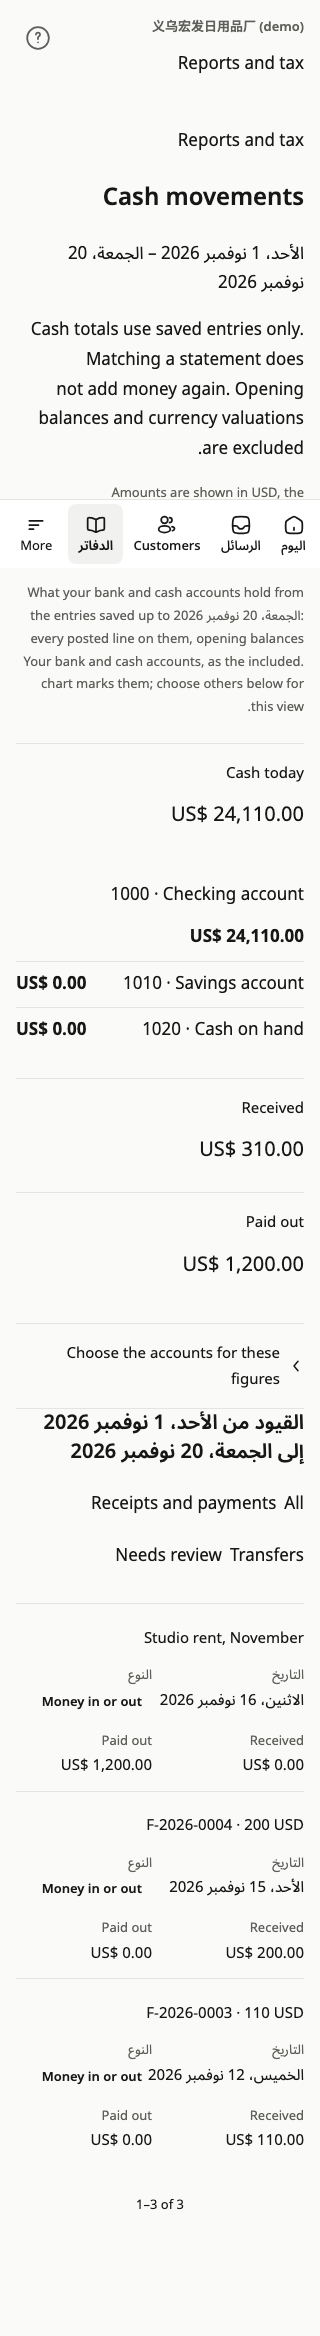 义乌宏发日用品厂 (demo)
Reports and tax
Reports and tax
Cash movements
الأحد، 1 نوفمبر 2026 – الجمعة، 20
نوفمبر 2026
Cash totals use saved entries only.
Matching a statement does
not add money again. Opening
balances and currency valuations
are excluded.
Amounts are shown in USD, the
اليوم
الرسائل
Customers
الدفاتر
More
What your bank and cash accounts hold from
the entries saved up to الجمعة، 20 نوفمبر 2026:
every posted line on them, opening balances
included. Your bank and cash accounts, as the
chart marks them; choose others below for
this view.
Cash today
US$ 24,110.00
1000 · Checking account
US$ 24,110.00
1010 · Savings account US$ 0.00
1020 · Cash on hand US$ 0.00
Received
US$ 310.00
Paid out
US$ 1,200.00
Choose the accounts for these
figures
القيود من الأحد، 1 نوفمبر 2026
إلى الجمعة، 20 نوفمبر 2026
All Receipts and payments
Transfers Needs review
Studio rent, November
التاريخ النوع
الاثنين، 16 نوفمبر 2026 Money in or out
Received Paid out
US$ 0.00 US$ 1,200.00
F-2026-0004 · 200 USD
التاريخ النوع
الأحد، 15 نوفمبر 2026 Money in or out
Received Paid out
US$ 200.00 US$ 0.00
F-2026-0003 · 110 USD
التاريخ النوع
الخميس، 12 نوفمبر 2026 Money in or out
Received Paid out
US$ 110.00 US$ 0.00
1–3 of 3